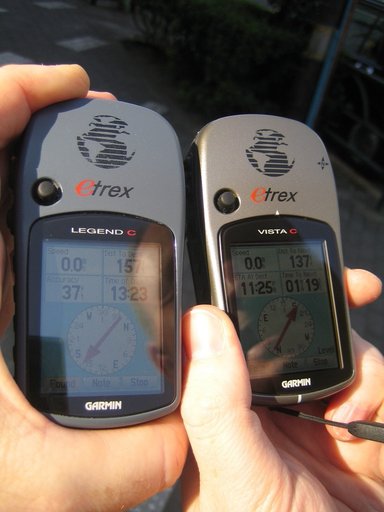 etrex
LEGEND C
Speed
0.0
Dist To Next
157
Accuracy
37
Time of D
13:23
N
E
S
W
Found
Note
Stop
GARMIN
etrex
VISTA C
Speed
0.0
Dist To Next
137
ETA At Dest
11:25
Time To Next
01:19
Level
Note
Stop
GARMIN